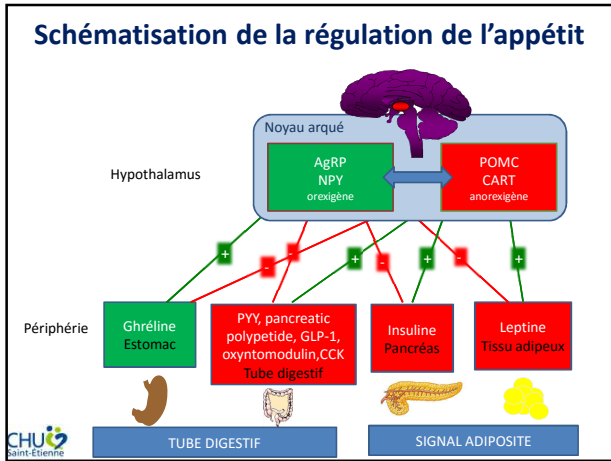 Schématisation de la régulation de l'appétit
Noyau arqué
Hypothalamus
AgRP
NPY
orexigène
POMC
CART
anorexigène
+
-
-
+
-
+
-
+
Périphérie
Ghréline
Estomac
PYY, pancreatic
polypetide, GLP-1,
oxyntomodulin,CCK
Tube digestif
Insuline
Pancréas
Leptine
Tissu adipeux
CHU
Saint-Étienne
TUBE DIGESTIF
SIGNAL ADIPOSITE